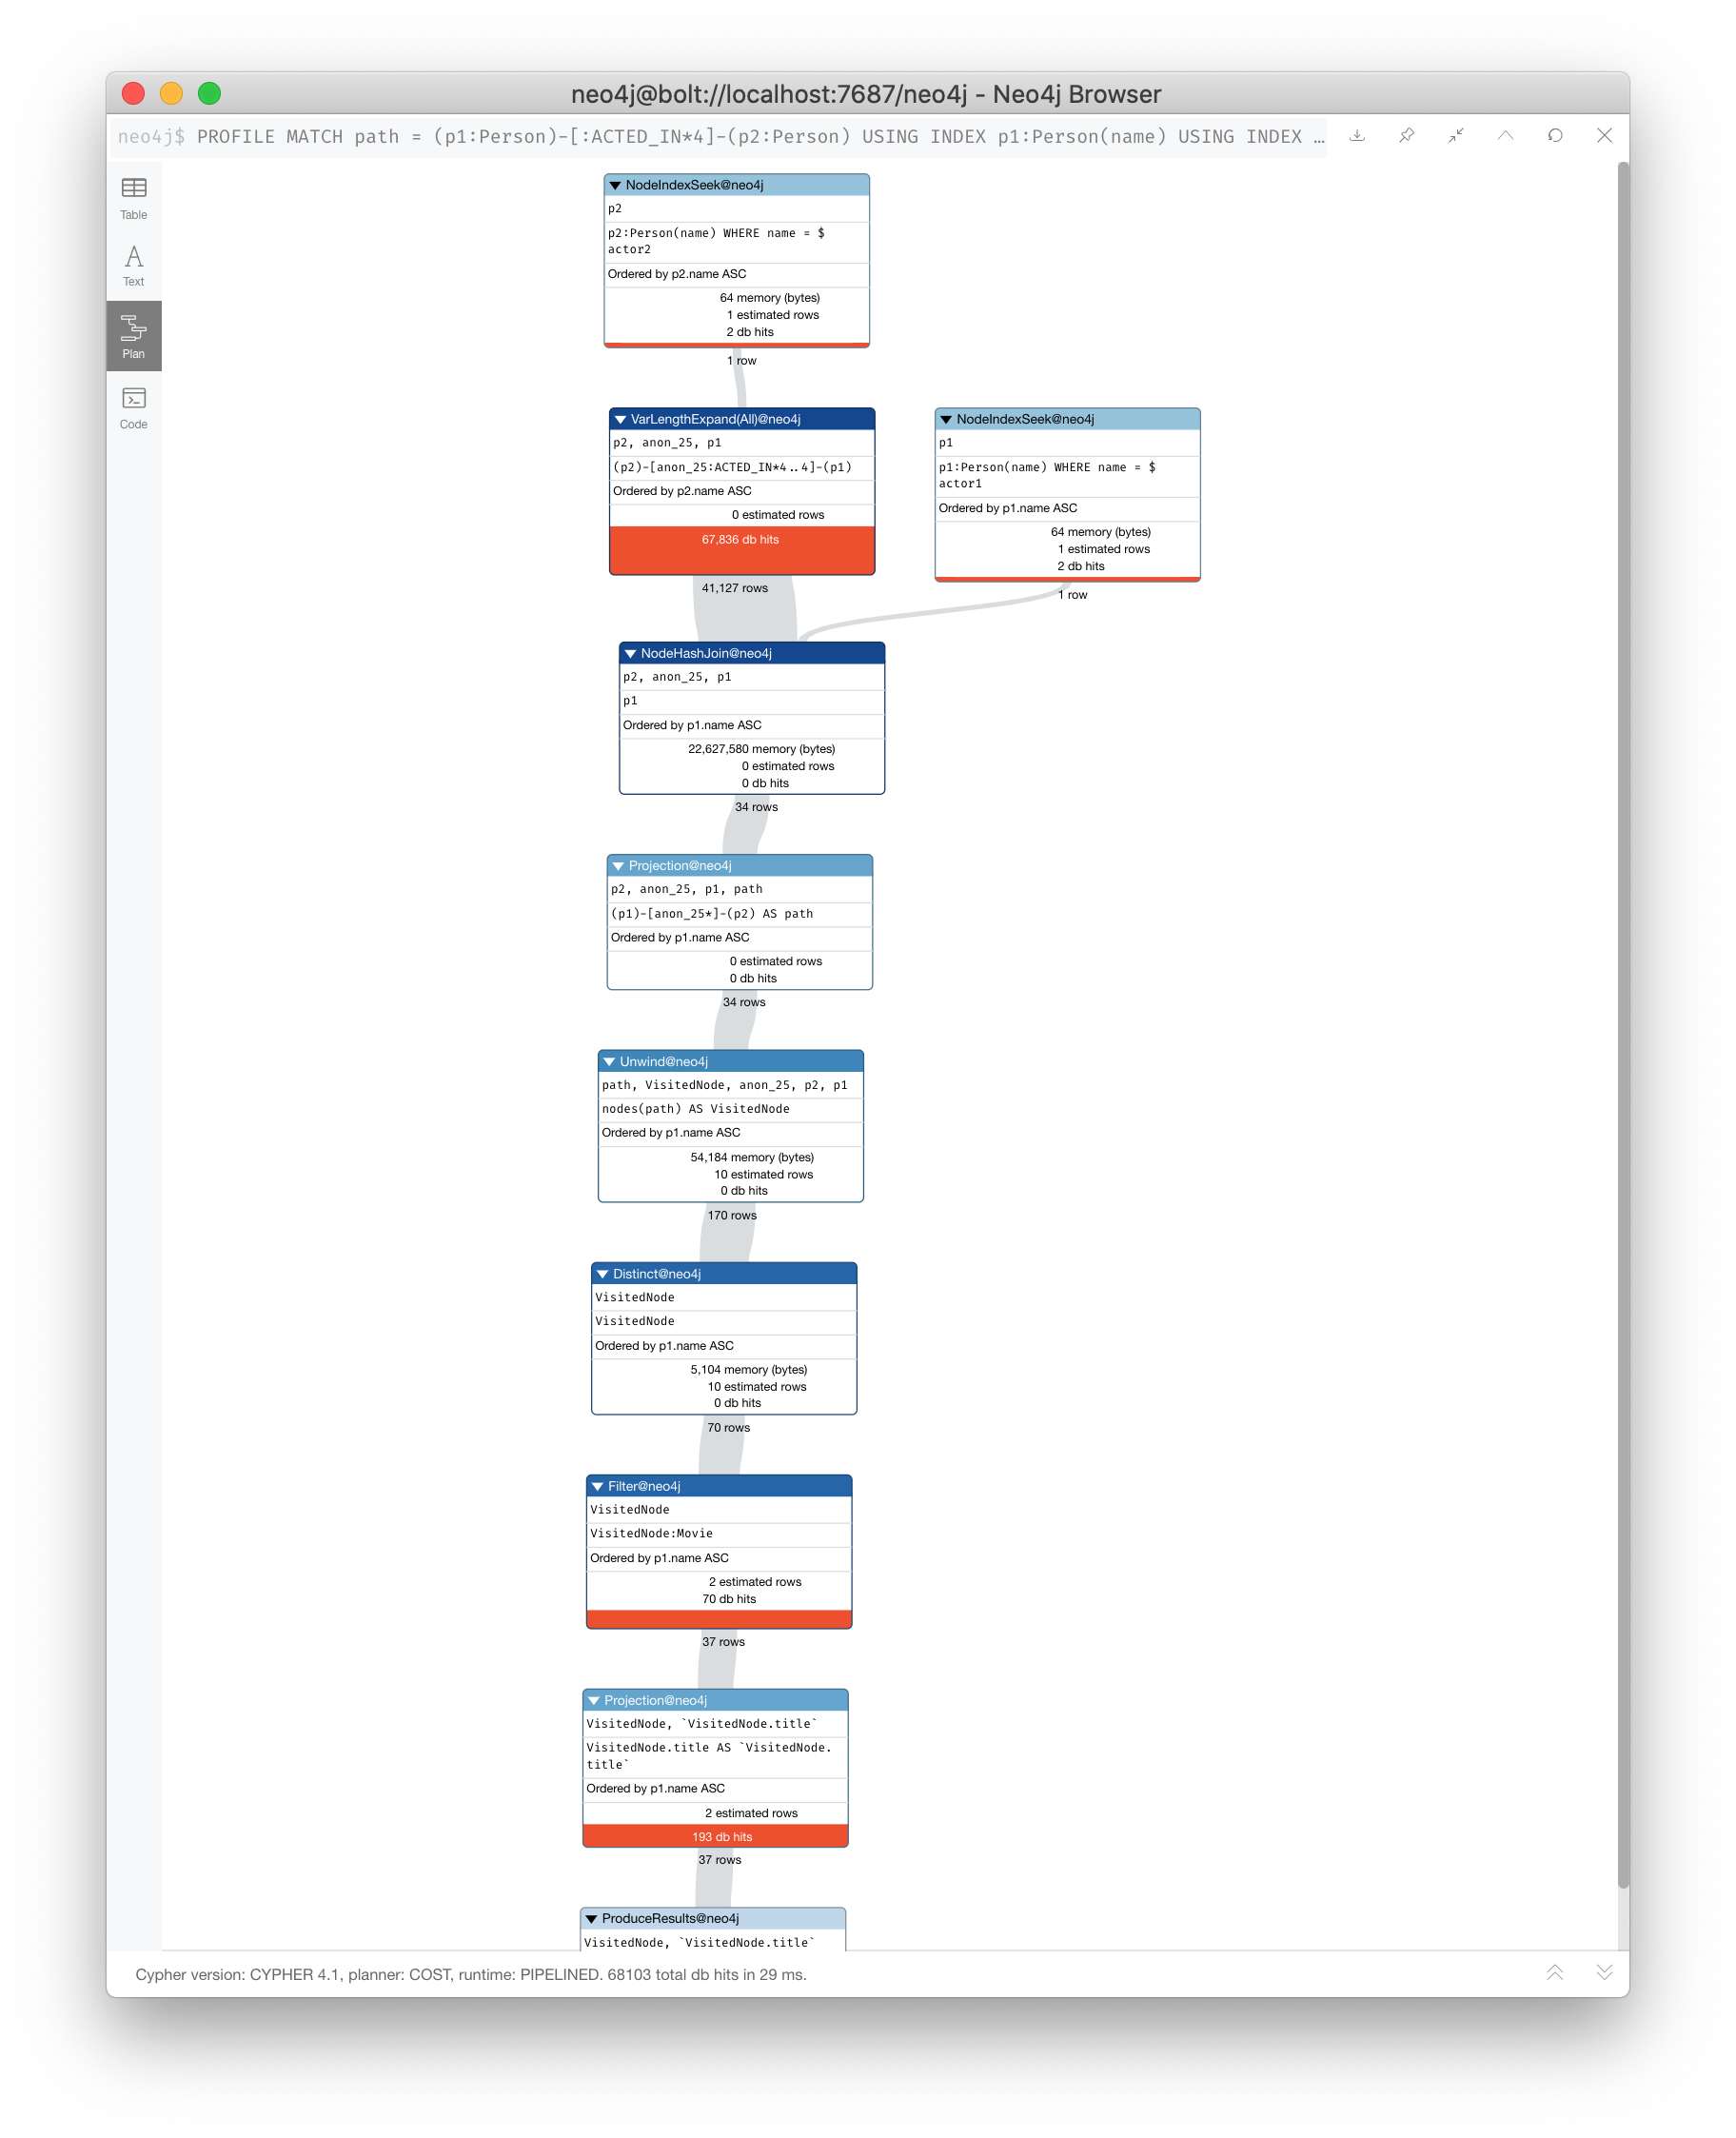 neo4j@bolt://localhost:7687/neo4j - Neo4j Browser
neo4j$ PROFILE MATCH path = (p1:Person)-[:ACTED_IN*4]-(p2:Person) USING INDEX p1:Person(name) USING INDEX …
Table
Text
Plan
Code
NodeIndexSeek@neo4j
p2
p2:Person(name) WHERE name = $
actor2
Ordered by p2.name ASC
64 memory (bytes)
1 estimated rows
2 db hits
1 row
VarLengthExpand(All)@neo4j
p2, anon_25, p1
(p2)-[anon_25:ACTED_IN*4..4]-(p1)
Ordered by p2.name ASC
0 estimated rows
67,836 db hits
41,127 rows
NodeIndexSeek@neo4j
p1
p1:Person(name) WHERE name = $
actor1
Ordered by p1.name ASC
64 memory (bytes)
1 estimated rows
2 db hits
1 row
NodeHashJoin@neo4j
p2, anon_25, p1
p1
Ordered by p1.name ASC
22,627,580 memory (bytes)
0 estimated rows
0 db hits
34 rows
Projection@neo4j
p2, anon_25, p1, path
(p1)-[anon_25*]-(p2) AS path
Ordered by p1.name ASC
0 estimated rows
0 db hits
34 rows
Unwind@neo4j
path, VisitedNode, anon_25, p2, p1
nodes(path) AS VisitedNode
Ordered by p1.name ASC
54,184 memory (bytes)
10 estimated rows
0 db hits
170 rows
Distinct@neo4j
VisitedNode
VisitedNode
Ordered by p1.name ASC
5,104 memory (bytes)
10 estimated rows
0 db hits
70 rows
Filter@neo4j
VisitedNode
VisitedNode:Movie
Ordered by p1.name ASC
2 estimated rows
70 db hits
37 rows
Projection@neo4j
VisitedNode, `VisitedNode.title`
VisitedNode.title AS `VisitedNode.
title`
Ordered by p1.name ASC
2 estimated rows
193 db hits
37 rows
ProduceResults@neo4j
VisitedNode, `VisitedNode.title`
Cypher version: CYPHER 4.1, planner: COST, runtime: PIPELINED. 68103 total db hits in 29 ms.